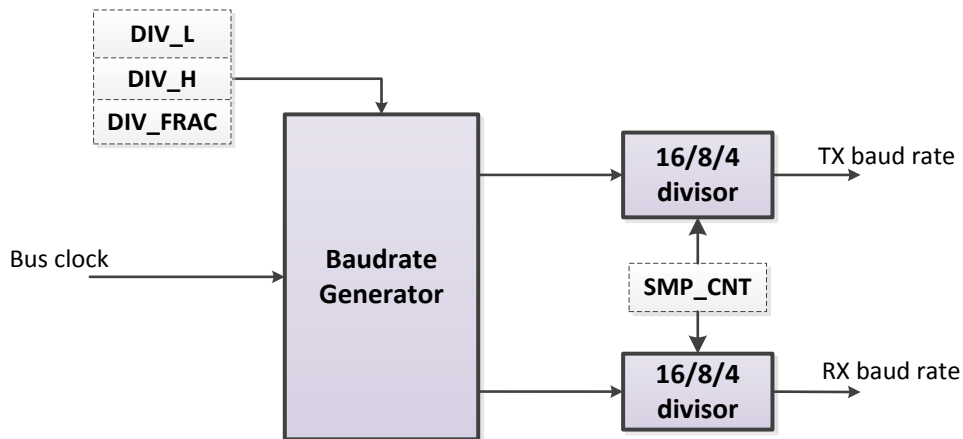 DIV_L
DIV_H
DIV_FRAC
16/8/4
divisor
TX baud rate
Bus clock
Baudrate
Generator
SMP_CNT
16/8/4
divisor
RX baud rate